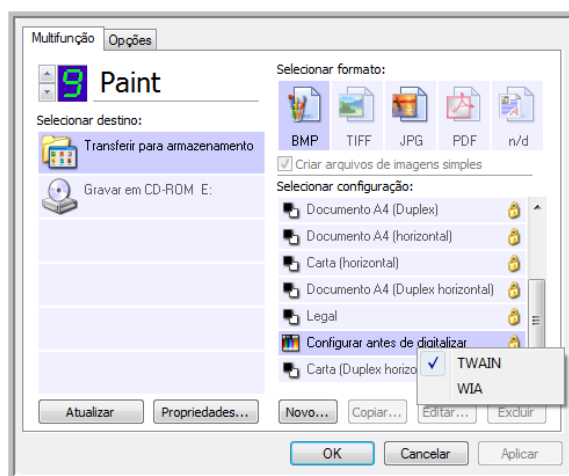 Multifunção
Opções
9 Paint
Selecionar destino:
Transferir para armazenamento
Gravar em CD-ROM E:
Atualizar
Propriedades...
Selecionar formato:
BMP TIFF JPG PDF n/d
Criar arquivos de imagens simples
Selecionar configuração:
Documento A4 (Duplex)
Documento A4 (horizontal)
Carta (horizontal)
Documento A4 (Duplex horizontal)
Legal
Configurar antes de digitalizar
Carta (Duplex horizo
TWAIN
WIA
Novo... Copiar... Editar... Excluir
OK Cancelar Aplicar